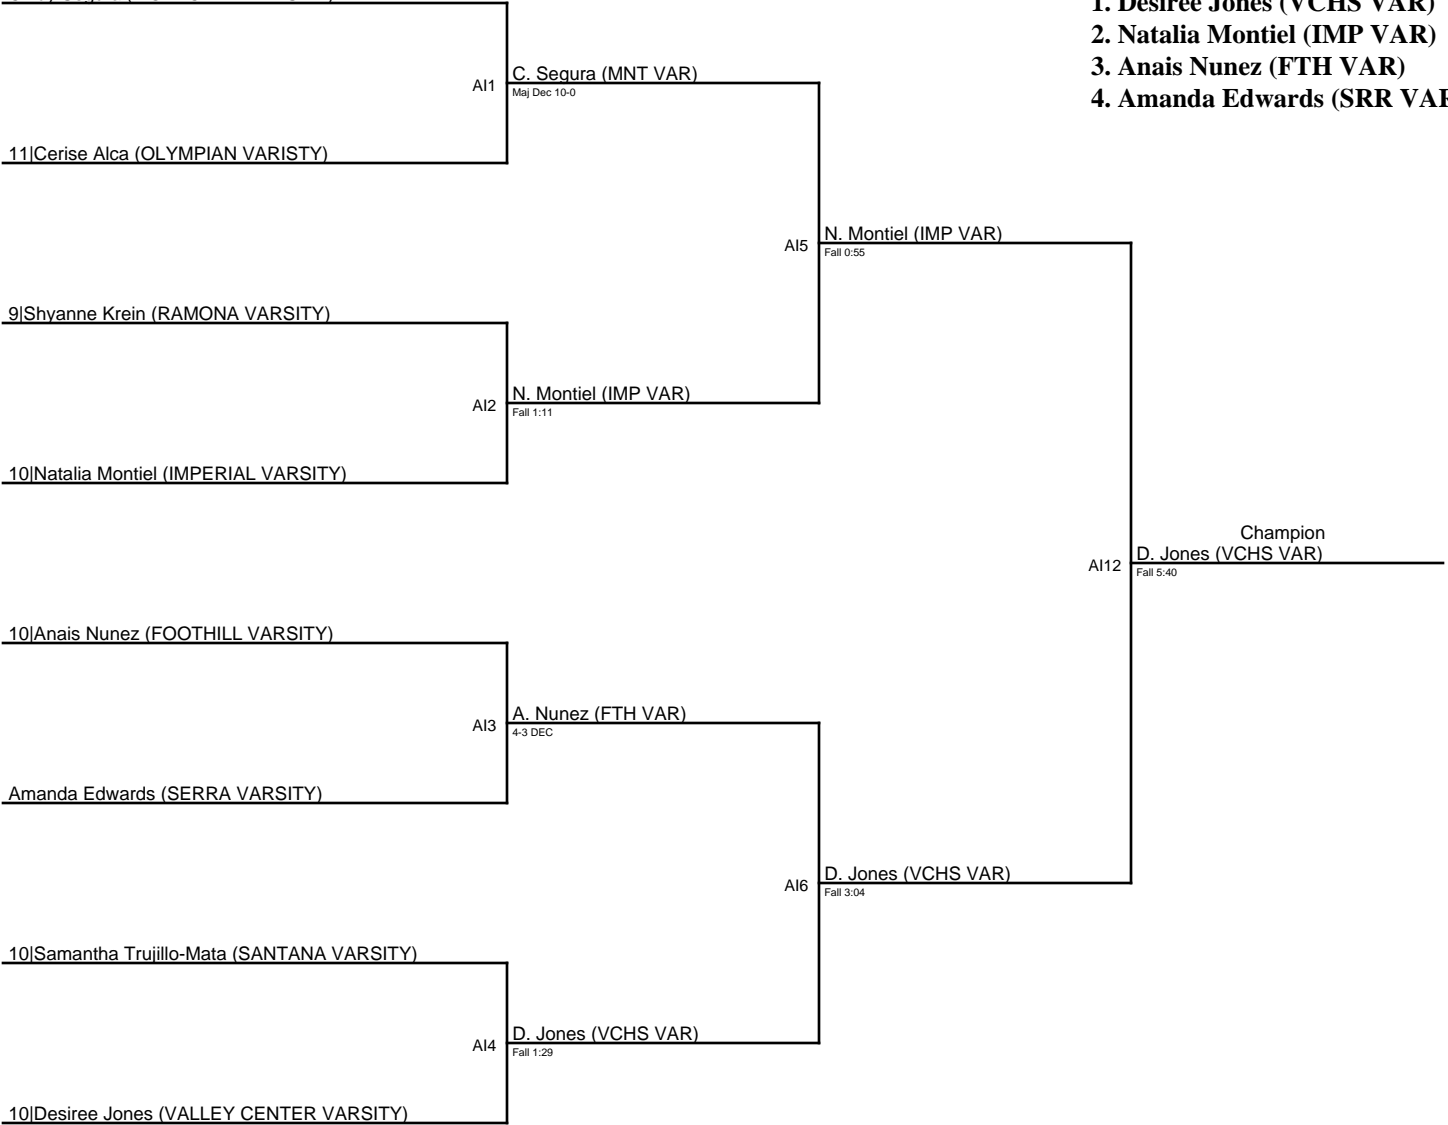 1. Desiree Jones (VCHS VAR)
2. Natalia Montiel (IMP VAR)
3. Anais Nunez (FTH VAR)
4. Amanda Edwards (SRR VAR
AI1
C. Segura (MNT VAR)
Maj Dec 10-0
11|Cerise Alca (OLYMPIAN VARISTY)
AI5
N. Montiel (IMP VAR)
Fall 0:55
9|Shyanne Krein (RAMONA VARSITY)
AI2
N. Montiel (IMP VAR)
Fall 1:11
10|Natalia Montiel (IMPERIAL VARSITY)
Champion
AI12
D. Jones (VCHS VAR)
Fall 5:40
10|Anais Nunez (FOOTHILL VARSITY)
AI3
A. Nunez (FTH VAR)
4-3 DEC
Amanda Edwards (SERRA VARSITY)
AI6
D. Jones (VCHS VAR)
Fall 3:04
10|Samantha Trujillo-Mata (SANTANA VARSITY)
AI4
D. Jones (VCHS VAR)
Fall 1:29
10|Desiree Jones (VALLEY CENTER VARSITY)